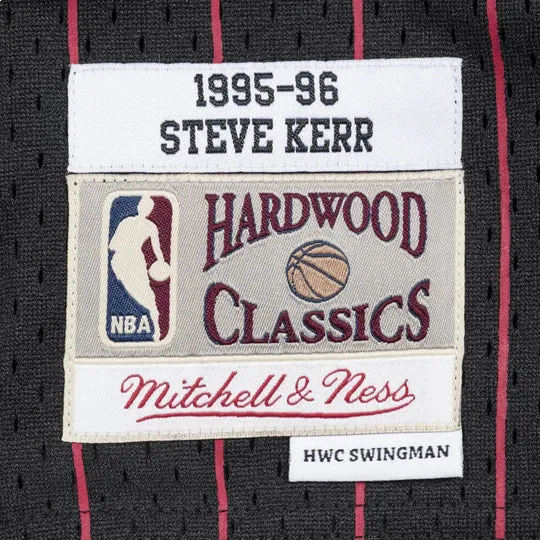 1995-96
STEVE KERR
HARDWOOD
CLASSICS
NBA
Mitchell & Ness
HWC SWINGMAN